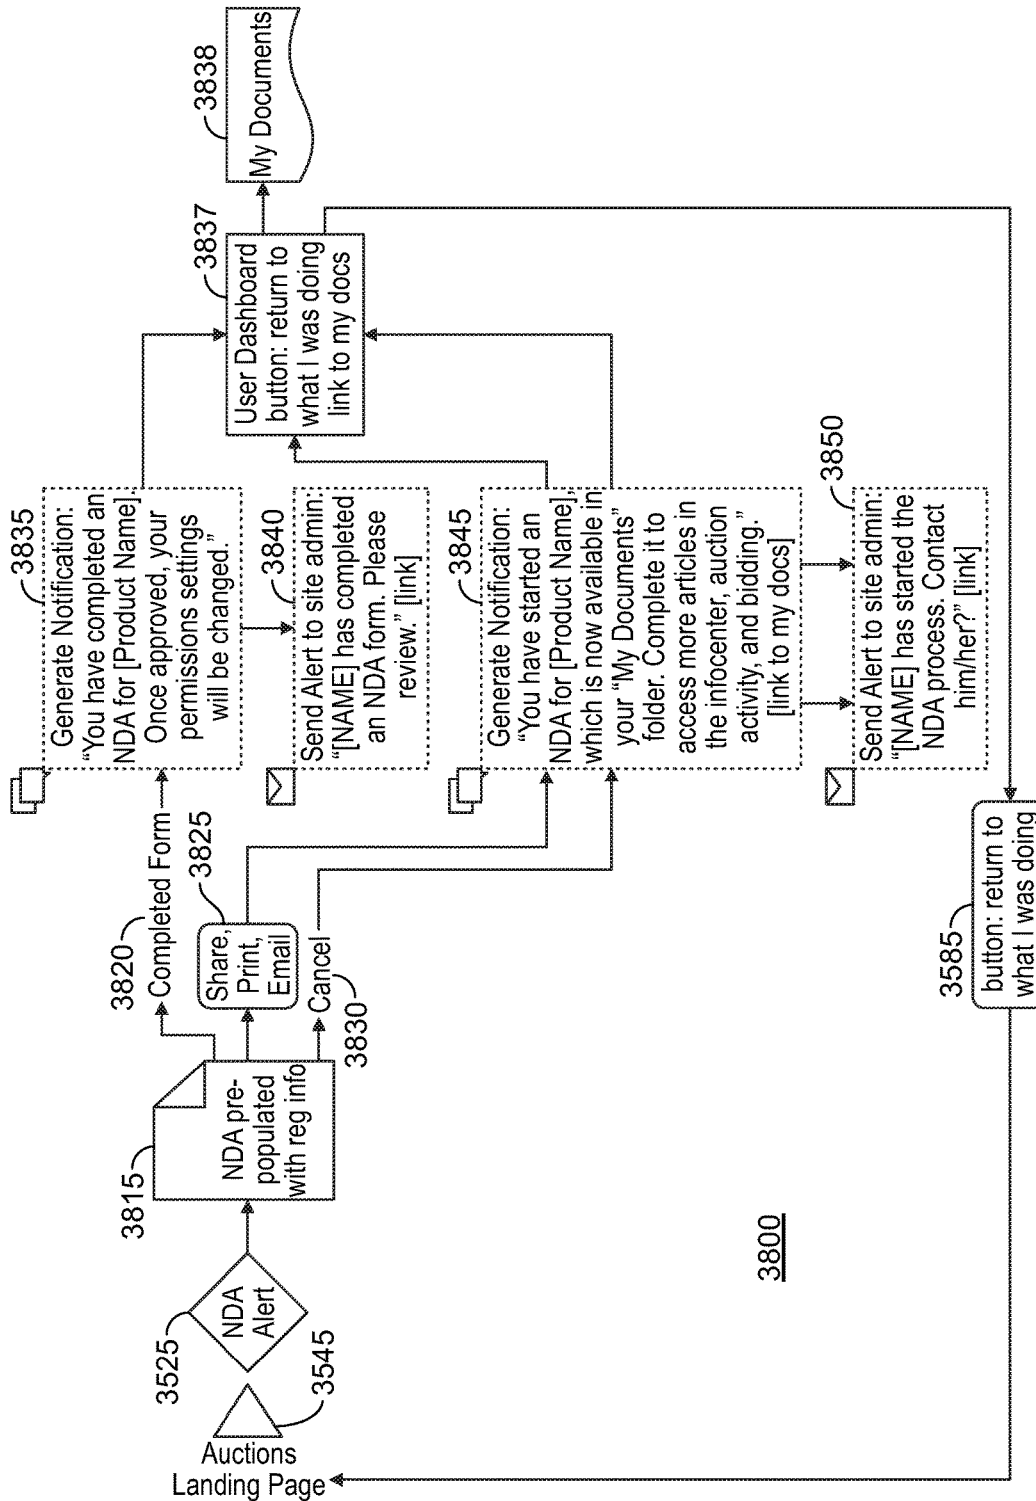 Auctions
Landing Page
3545
3525
NDA
Alert
3815
NDA pre-
populated
with reg info
3820
Completed Form
3825
Share,
Print,
Email
Cancel
3830
3835
Generate Notification:
“You have completed an
NDA for [Product Name].
Once approved, your
permissions settings
will be changed.”
3840
Send Alert to site admin:
“[NAME] has completed
an NDA form. Please
review.” [link]
3845
Generate Notification:
“You have started an
NDA for [Product Name],
which is now available in
your “My Documents”
folder. Complete it to
access more articles in
the infocenter, auction
activity, and bidding.”
[link to my docs]
3850
Send Alert to site admin:
“[NAME] has started the
NDA process. Contact
him/her?” [link]
3837
User Dashboard
button: return to
what I was doing
link to my docs
3838
My Documents
3585
button: return to
what I was doing
3800